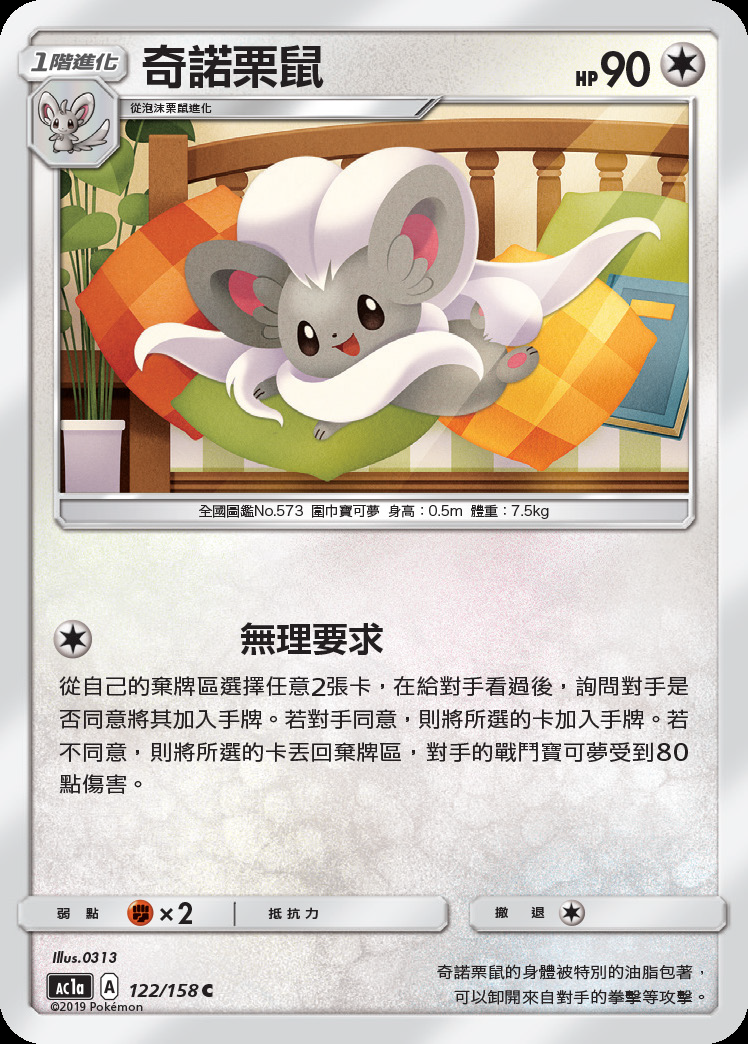 1階進化 奇諾栗鼠 HP90
從泡沫栗鼠進化
全國圖鑑No.573 圍巾寶可夢 身高：0.5m 體重：7.5kg
無理要求
從自己的棄牌區選擇任意2張卡，在給對手看過後，詢問對手是
否同意將其加入手牌。若對手同意，則將所選的卡加入手牌。若
不同意，則將所選的卡丟回棄牌區，對手的戰鬥寶可夢受到80
點傷害。
弱點 ×2 抵抗力 撤退
Illus.0313
AC1a A 122/158 C
©2019 Pokémon
奇諾栗鼠的身體被特別的油脂包著，
可以卸開來自對手的拳擊等攻擊。